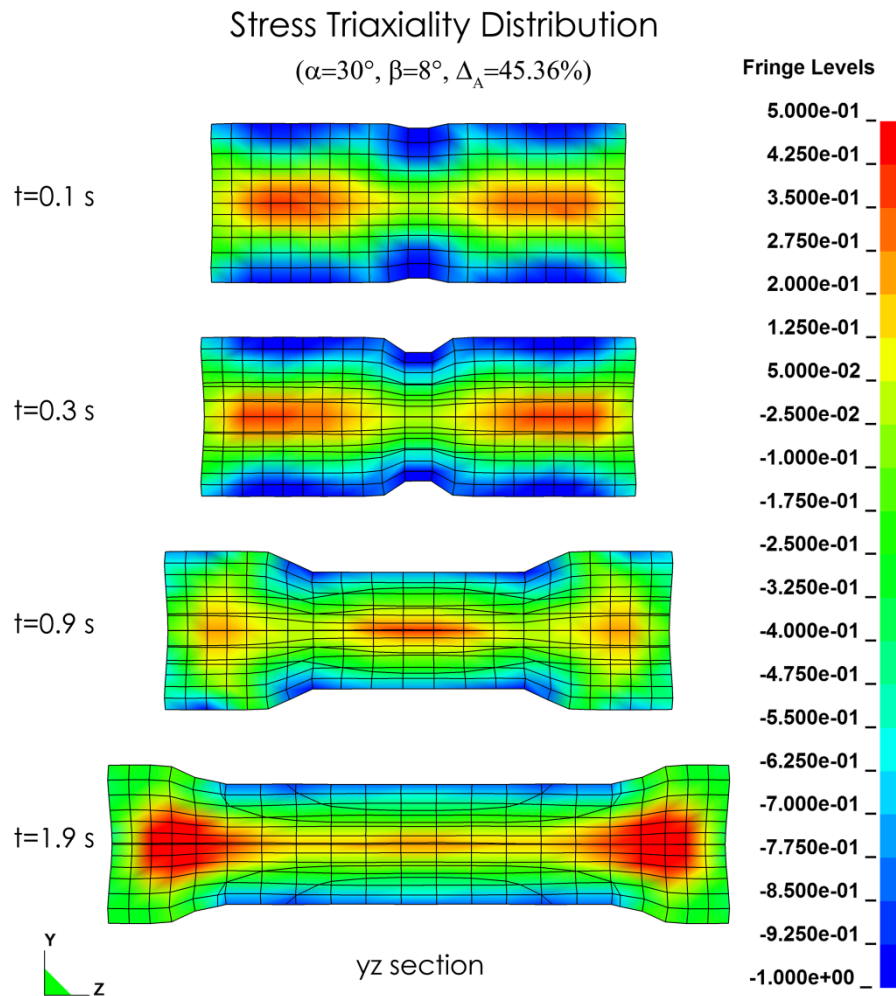 Stress Triaxiality Distribution
(α=30°, β=8°, Δ_A=45.36%)
Fringe Levels
5.000e-01 _
4.250e-01 _
3.500e-01 _
2.750e-01 _
2.000e-01 _
1.250e-01 _
5.000e-02 _
-2.500e-02 _
-1.000e-01 _
-1.750e-01 _
-2.500e-01 _
-3.250e-01 _
-4.000e-01 _
-4.750e-01 _
-5.500e-01 _
-6.250e-01 _
-7.000e-01 _
-7.750e-01 _
-8.500e-01 _
-9.250e-01 _
-1.000e+00 _
t=0.1 s
t=0.3 s
t=0.9 s
t=1.9 s
Y
Z
yz section